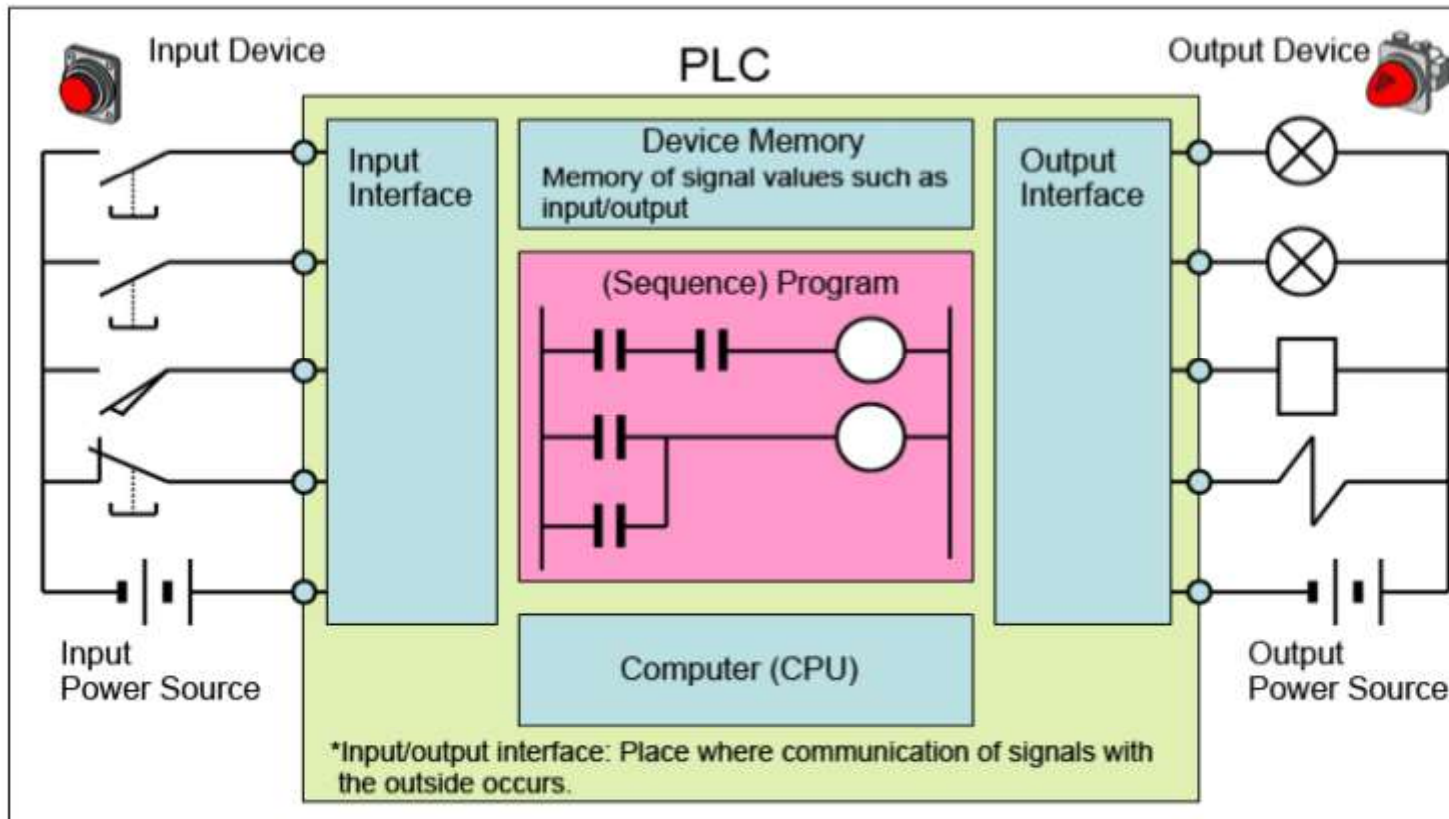 Input Device
PLC
Output Device
Input
Interface
Device Memory
Memory of signal values such as
input/output
Output
Interface
(Sequence) Program
Computer (CPU)
Input
Power Source
Output
Power Source
*Input/output interface: Place where communication of signals with
the outside occurs.